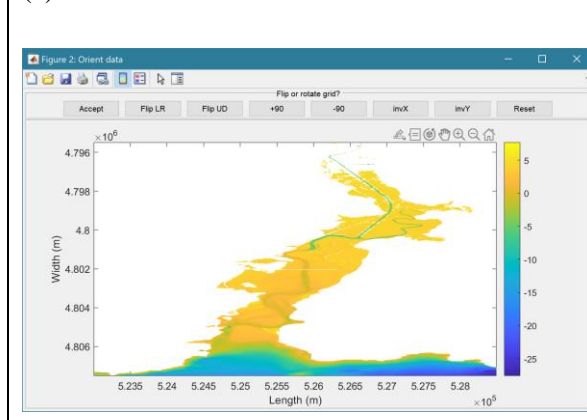 Figure 2: Orient data
Flip or rotate grid?
Accept Flip LR Flip UD +90 -90 invX invY Reset
×10⁶
4.796
4.798
4.8
4.802
4.804
4.806
Width (m)
5
0
-5
-10
-15
-20
-25
5.235 5.24 5.245 5.25 5.255 5.26 5.265 5.27 5.275 5.28
Length (m)
×10⁵